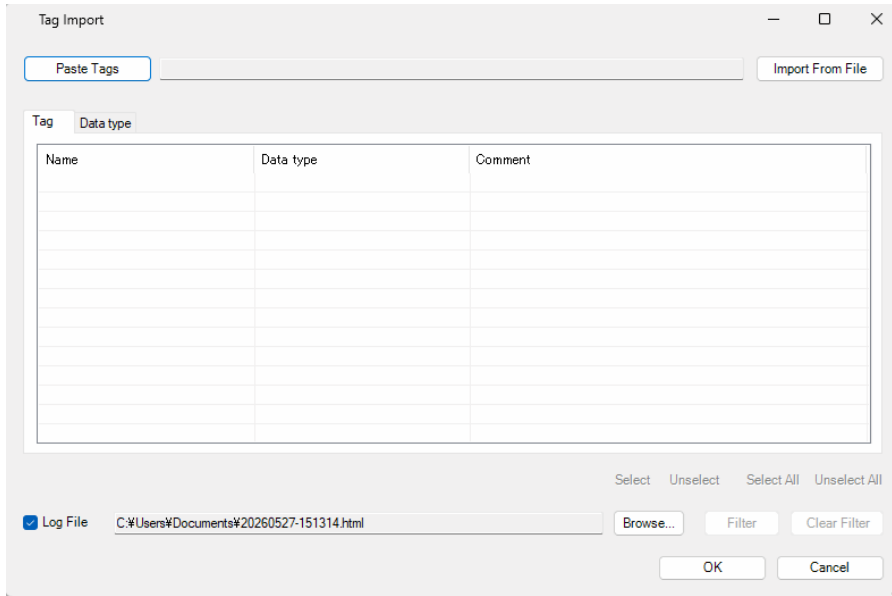 Tag Import
Paste Tags Import From File
Tag Data type
Name Data type Comment
Select Unselect Select All Unselect All
Log File C:¥Users¥Documents¥20260527-151314.html Browse... Filter Clear Filter
OK Cancel